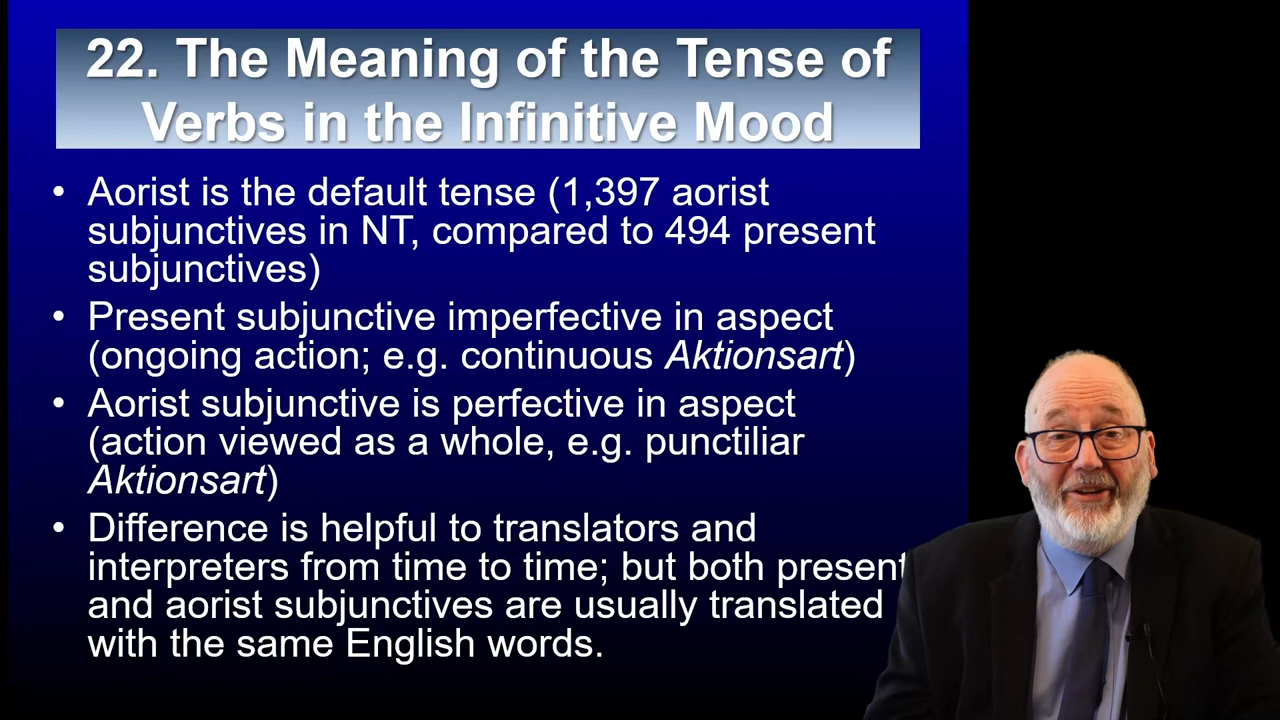 22. The Meaning of the Tense of
Verbs in the Infinitive Mood
• Aorist is the default tense (1,397 aorist
subjunctives in NT, compared to 494 present
subjunctives)
• Present subjunctive imperfective in aspect
(ongoing action; e.g. continuous Aktionsart)
• Aorist subjunctive is perfective in aspect
(action viewed as a whole, e.g. punctiliar
Aktionsart)
• Difference is helpful to translators and
interpreters from time to time; but both present
and aorist subjunctives are usually translated
with the same English words.